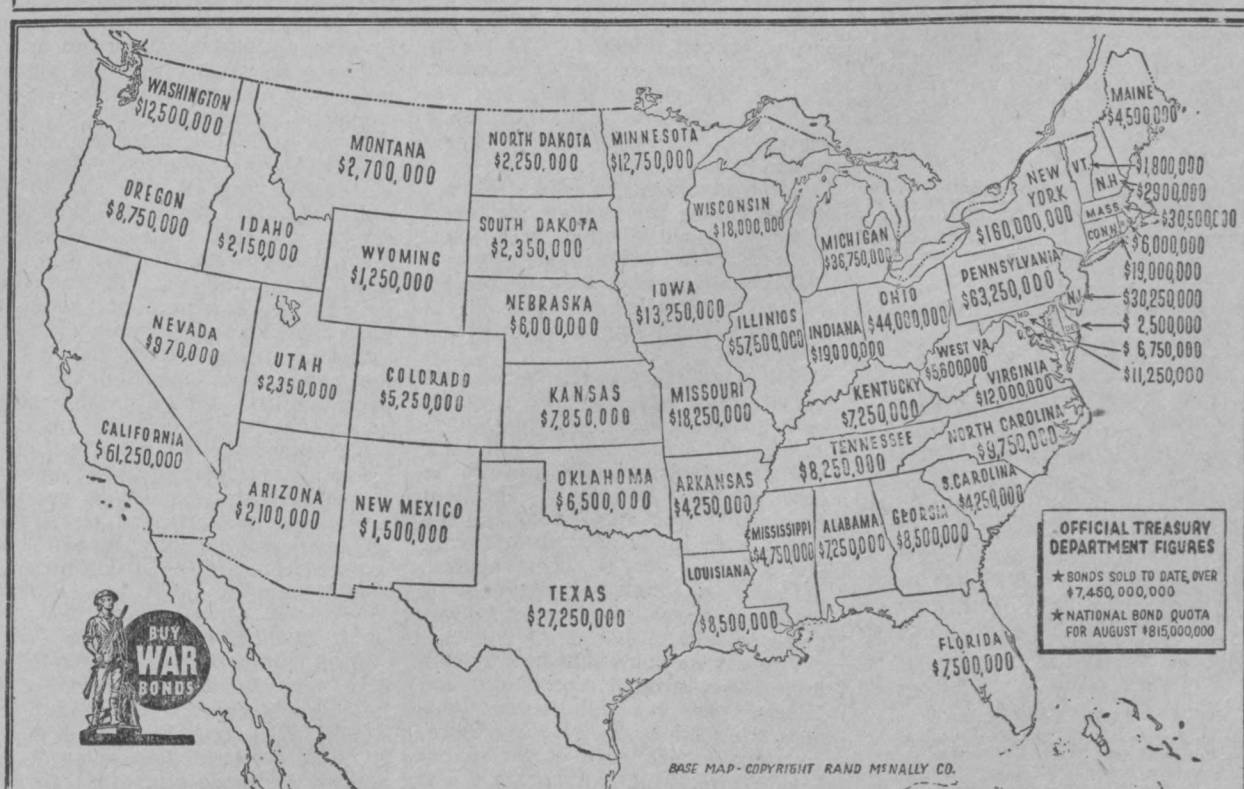 WASHINGTON
$12,500,000
MONTANA
$2,700,000
NORTH DAKOTA
$2,250,000
MINNESOTA
$12,750,000
MAINE
$4,500,000
OREGON
$8,750,000
IDAHO
$2,150,000
WYOMING
$1,250,000
SOUTH DAKOTA
$2,350,000
WISCONSIN
$18,000,000
MICHIGAN
$36,750,000
NEW
YORK
$160,000,000
VT.
N.H.
MASS.
CONN.
$1,800,000
$2,900,000
$30,500,000
$6,000,000
$19,000,000
$30,250,000
$2,500,000
$6,750,000
$11,250,000
NEVADA
$970,000
UTAH
$2,350,000
COLORADO
$5,250,000
NEBRASKA
$6,000,000
IOWA
$13,250,000
ILLINIOS
$57,500,000
INDIANA
$19,000,000
OHIO
$44,000,000
PENNSYLVANIA
$63,250,000
N.J.
MD.
DE
WEST VA.
$5,600,000
VIRGINIA
$12,000,000
CALIFORNIA
$61,250,000
KANSAS
$7,850,000
MISSOURI
$18,250,000
KENTUCKY
$7,250,000
TENNESSEE
$8,250,000
NORTH CAROLINA
$9,750,000
ARIZONA
$2,100,000
NEW MEXICO
$1,500,000
OKLAHOMA
$6,500,000
ARKANSAS
$4,250,000
S. CAROLINA
$4,250,000
MISSISSIPPI
$4,750,000
ALABAMA
$7,250,000
GEORGIA
$8,500,000
TEXAS
$27,250,000
LOUISIANA
$8,500,000
FLORIDA
$7,500,000
OFFICIAL TREASURY
DEPARTMENT FIGURES
★ BONDS SOLD TO DATE, OVER
$7,450,000,000
★ NATIONAL BOND QUOTA
FOR AUGUST $815,000,000
BUY
WAR
BONDS
BASE MAP - COPYRIGHT RAND McNALLY CO.